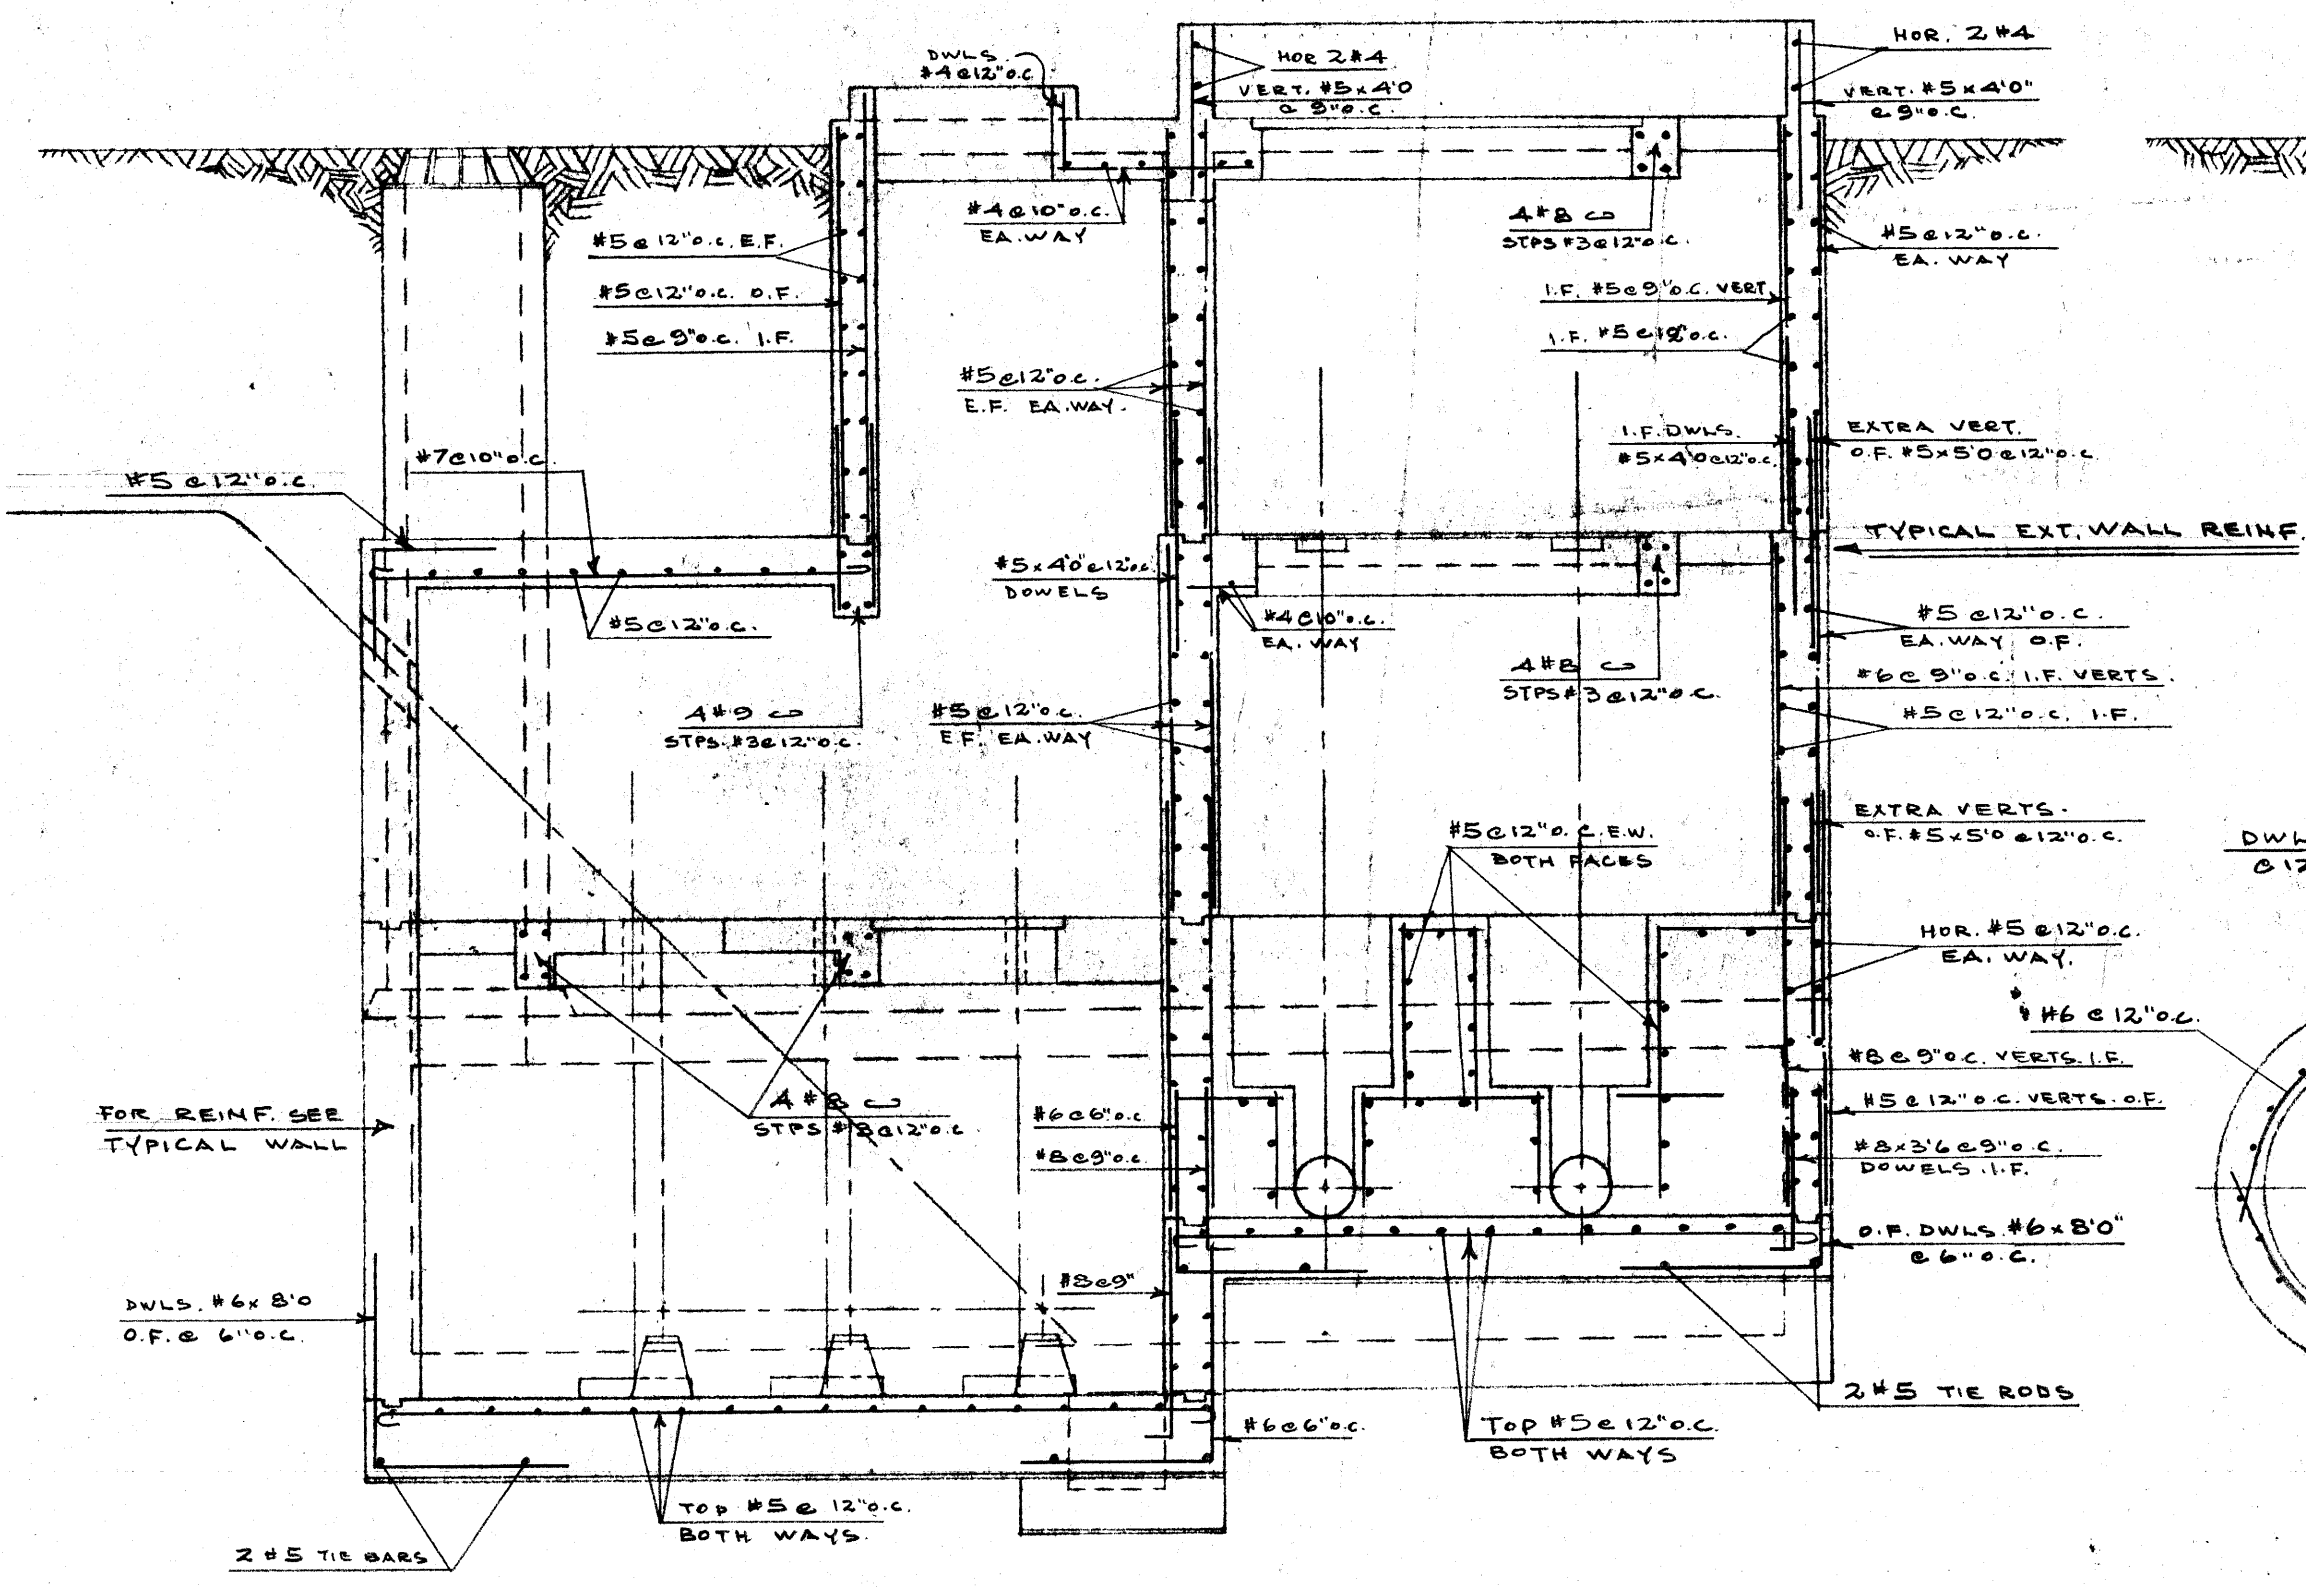 DWLS.
#4@12"o.c.
HOR 2#4
VERT. #5x4'0
@ 9"o.c.
HOR. 2#4
VERT. #5x4'0"
@ 9"o.c.
#4@10"o.c.
EA. WAY
4#8
STPS #3@12"o.c.
#5@12"o.c.
EA. WAY
#5@12"o.c. E.F.
#5@12"o.c. O.F.
#5@9"o.c. I.F.
I.F. #5@9"o.c. VERT.
I.F. #5 o.c.
#5@12"o.c.
E.F. EA.WAY.
I.F. DWLS.
#5x4'0@12"o.c.
EXTRA VERT.
O.F. #5x5'0@12"o.c.
#7@10"o.c.
#5@12"o.c.
TYPICAL EXT. WALL REINF.
#5x4'0@12"o.c.
DOWELS
#4@10"o.c.
EA. WAY
#5@12"o.c.
#5@12"o.c.
EA. WAY O.F.
4#8
STPS #3@12"o.c.
#6@9"o.c. I.F. VERTS.
#5@12"o.c. I.F.
4#9
STPS. #3@12"o.c.
#5@12"o.c.
E.F. EA.WAY
#5@12"o.c. E.W.
BOTH FACES
EXTRA VERTS.
O.F. #5x5'0@12"o.c.
DWL
@ 12
HOR. #5@12"o.c.
EA. WAY.
#6@12"o.c.
#8@9"o.c. VERTS. I.F.
#5@12"o.c. VERTS. O.F.
#8x3'6@9"o.c.
DOWELS. I.F.
FOR REINF. SEE
TYPICAL WALL
4#8
STPS #3@12"o.c.
#6@6"o.c.
#8@9"o.c.
O.F. DWLS. #6x8'0"
@ 6"o.c.
#8@9"
DWLS. #6x8'0
O.F. @ 6"o.c.
2#5 TIE RODS
#6@6"o.c.
TOP #5@12"o.c.
BOTH WAYS
TOP #5@12"o.c.
BOTH WAYS.
2#5 TIE BARS